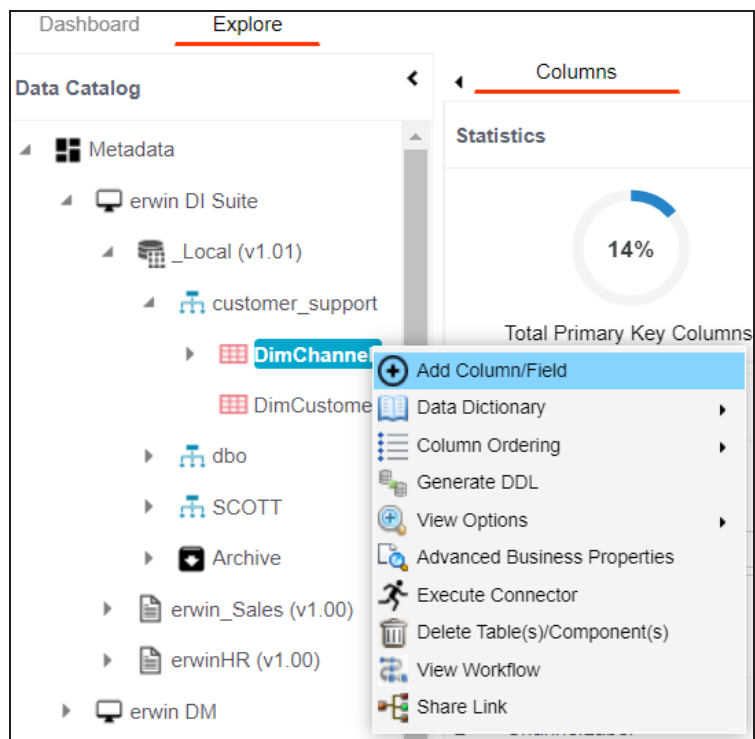 Dashboard Explore
Data Catalog
Columns
Metadata
Statistics
erwin DI Suite
_Local (v1.01)
14%
customer_support
Total Primary Key Columns
DimChannel
Add Column/Field
DimCustome
Data Dictionary
Column Ordering
dbo
Generate DDL
SCOTT
View Options
Archive
Advanced Business Properties
erwin_Sales (v1.00)
Execute Connector
Delete Table(s)/Component(s)
erwinHR (v1.00)
View Workflow
erwin DM
Share Link